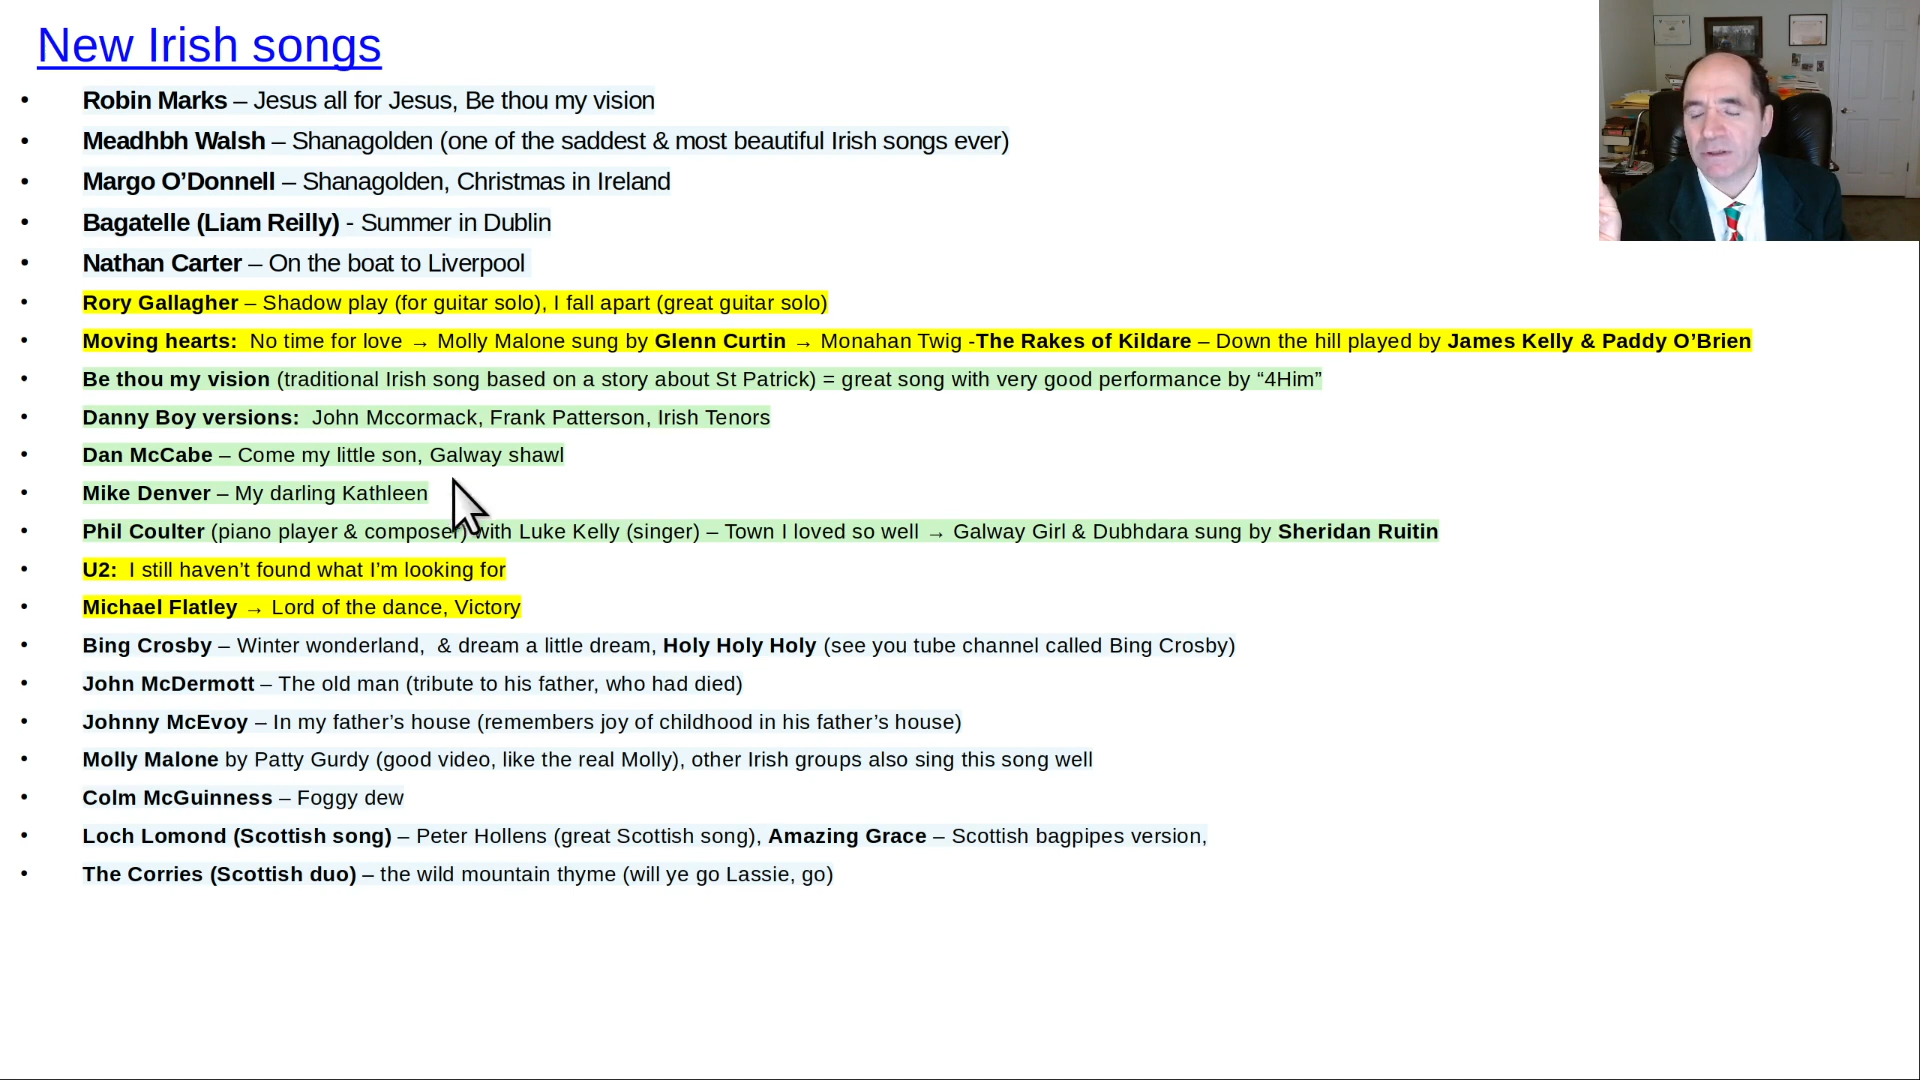 New Irish songs
• Robin Marks – Jesus all for Jesus, Be thou my vision
• Meadhbh Walsh – Shanagolden (one of the saddest & most beautiful Irish songs ever)
• Margo O’Donnell – Shanagolden, Christmas in Ireland
• Bagatelle (Liam Reilly) - Summer in Dublin
• Nathan Carter – On the boat to Liverpool
• Rory Gallagher – Shadow play (for guitar solo), I fall apart (great guitar solo)
• Moving hearts:  No time for love → Molly Malone sung by Glenn Curtin → Monahan Twig -The Rakes of Kildare – Down the hill played by James Kelly & Paddy O’Brien
• Be thou my vision (traditional Irish song based on a story about St Patrick) = great song with very good performance by “4Him”
• Danny Boy versions:  John Mccormack, Frank Patterson, Irish Tenors
• Dan McCabe – Come my little son, Galway shawl
• Mike Denver – My darling Kathleen
• Phil Coulter (piano player & composer) with Luke Kelly (singer) – Town I loved so well → Galway Girl & Dubhdara sung by Sheridan Ruitin
• U2:  I still haven’t found what I’m looking for
• Michael Flatley → Lord of the dance, Victory
• Bing Crosby – Winter wonderland,  & dream a little dream, Holy Holy Holy (see you tube channel called Bing Crosby)
• John McDermott – The old man (tribute to his father, who had died)
• Johnny McEvoy – In my father’s house (remembers joy of childhood in his father’s house)
• Molly Malone by Patty Gurdy (good video, like the real Molly), other Irish groups also sing this song well
• Colm McGuinness – Foggy dew
• Loch Lomond (Scottish song) – Peter Hollens (great Scottish song), Amazing Grace – Scottish bagpipes version,
• The Corries (Scottish duo) – the wild mountain thyme (will ye go Lassie, go)